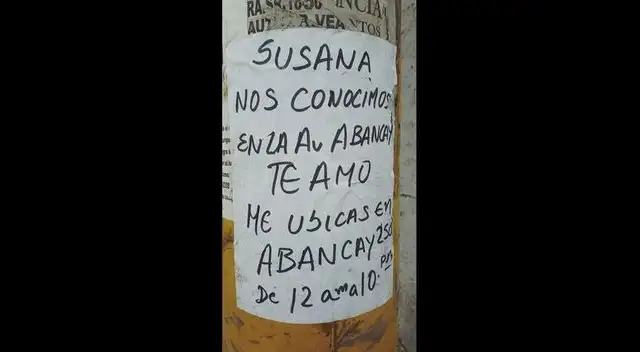 SUSANA
NOS CONOCIMOS
EN LA AV ABANCAY
TE AMO
ME UBICAS EN
ABANCAY 250
De 12 am a 10 PM